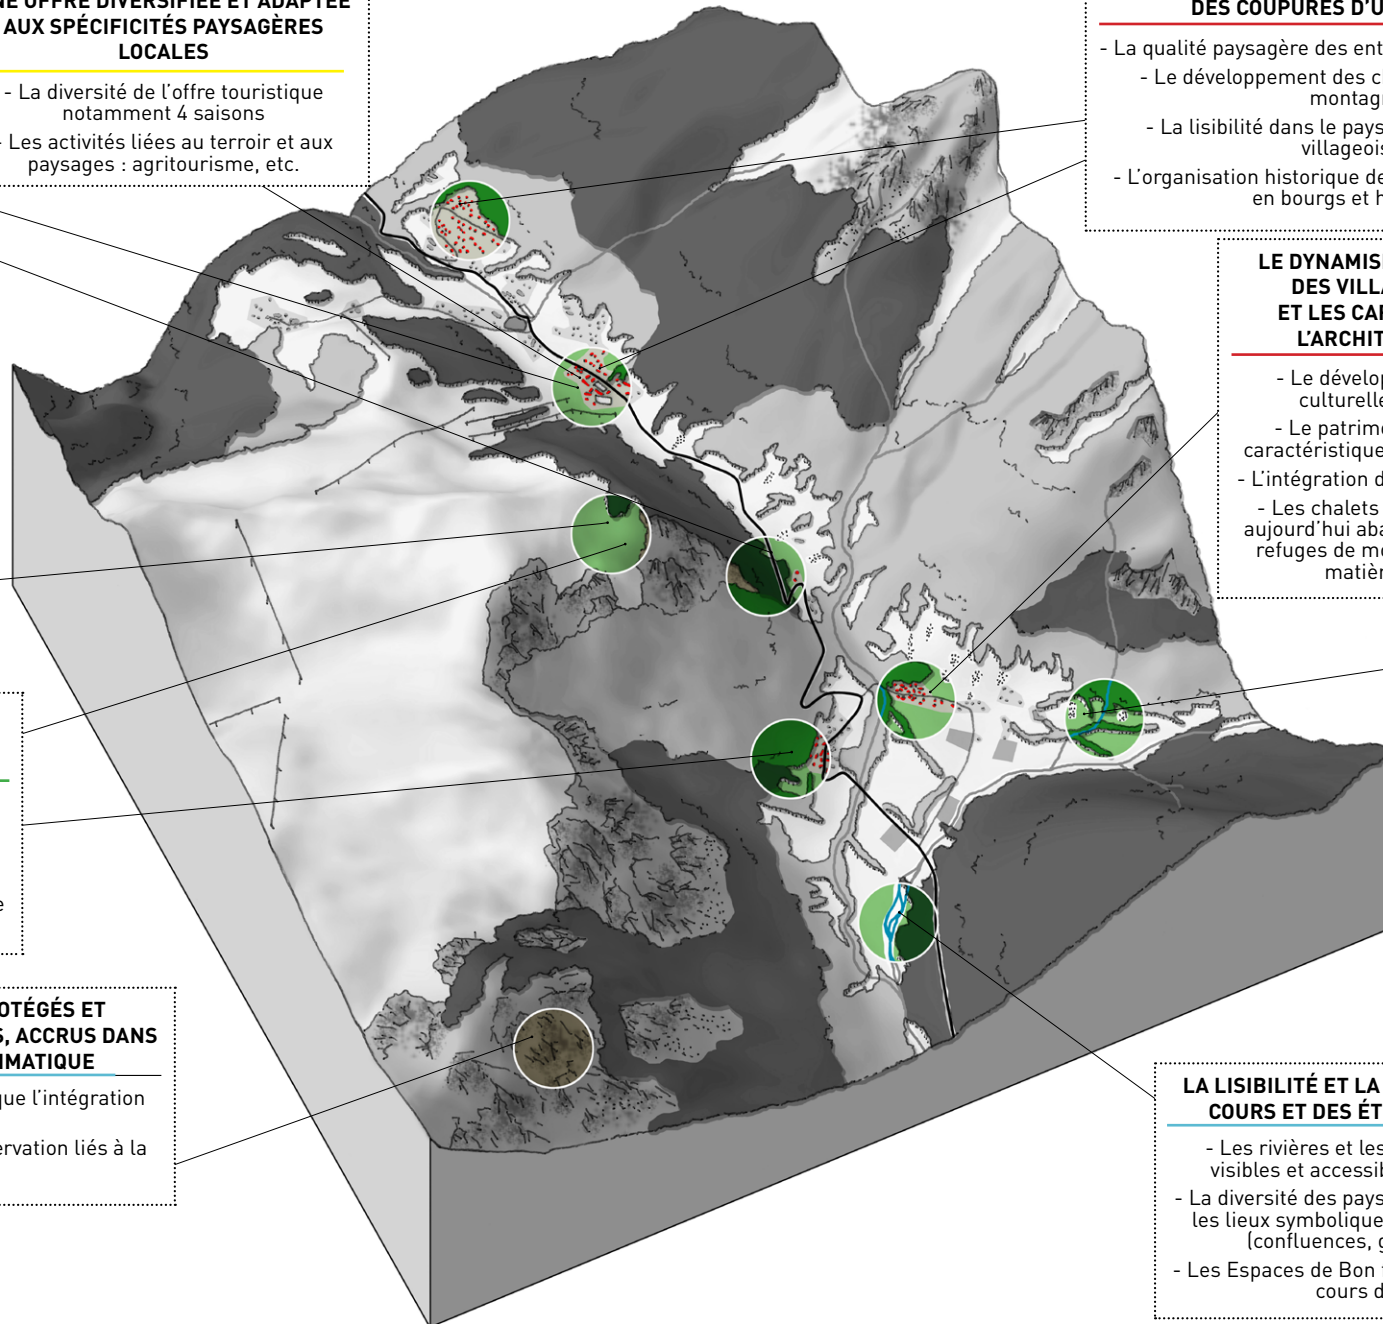 NE OFFRE DIVERSIFIÉE ET ADAPTÉE
AUX SPÉCIFICITÉS PAYSAGÈRES
LOCALES
- La diversité de l'offre touristique
notamment 4 saisons
- Les activités liées au terroir et aux
paysages : agritourisme, etc.
DES COUPURES D'U
- La qualité paysagère des ent
- Le développement des c
montag
- La lisibilité dans le pays
villageois
- L'organisation historique de
en bourgs et h
LE DYNAMIS
DES VILLA
ET LES CAR
L'ARCHIT
- Le dévelop
culturelle
- Le patrimo
caractéristique
- L'intégration d
- Les chalets
aujourd'hui aba
refuges de mo
matièr
e
OTÉGÉS ET
S, ACCRUS DANS
IMATIQUE
que l'intégration
ervation liés à la
LA LISIBILITÉ ET LA
COURS ET DES ÉT
- Les rivières et les
visibles et accessib
- La diversité des pays
les lieux symbolique
(confluences, g
- Les Espaces de Bon
cours d